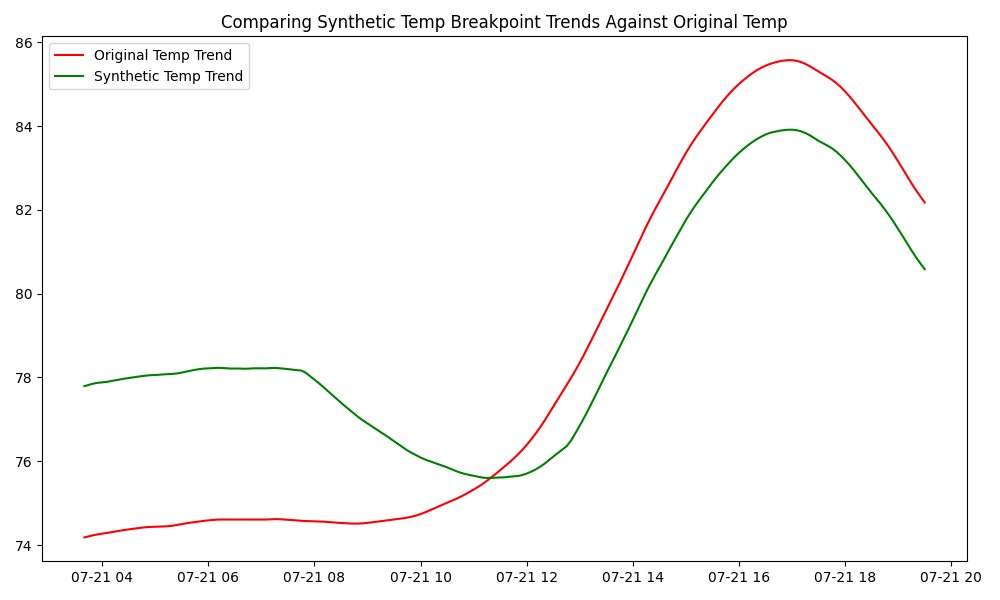 Comparing Synthetic Temp Breakpoint Trends Against Original Temp
Original Temp Trend
Synthetic Temp Trend
86
84
82
80
78
76
74
07-21 04 07-21 06 07-21 08 07-21 10 07-21 12 07-21 14 07-21 16 07-21 18 07-21 20